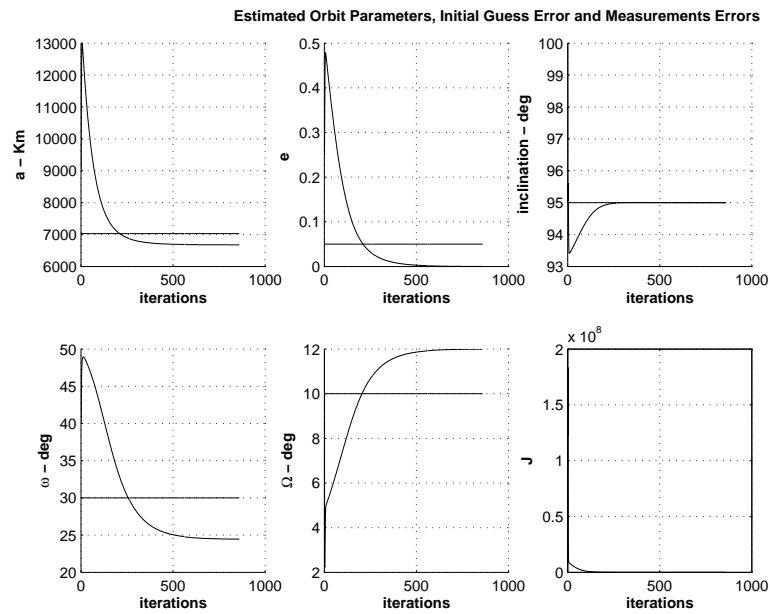 Estimated Orbit Parameters, Initial Guess Error and Measurements Errors
13000
12000
11000
10000
9000
8000
7000
6000
a – Km
0 500 1000
iterations
0.5
0.4
0.3
0.2
0.1
0
e
0 500 1000
iterations
100
99
98
97
96
95
94
93
inclination – deg
0 500 1000
iterations
50
45
40
35
30
25
20
ω – deg
0 500 1000
iterations
12
10
8
6
4
2
Ω – deg
0 500 1000
iterations
x 10⁸
2
1.5
1
0.5
0
J
0 500 1000
iterations